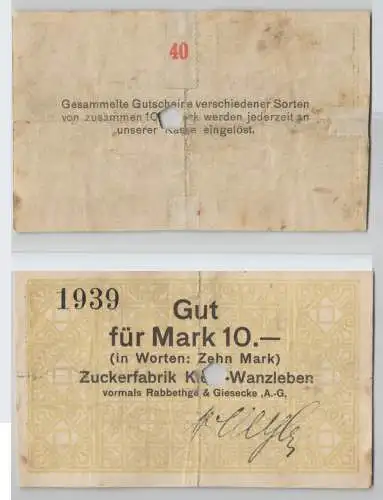 40
Gesammelte Gutscheine verschiedener Sorten
von zusammen 10 werden jederzeit an
unserer Kasse eingelöst.
1939
Gut
für Mark 10.—
(in Worten: Zehn Mark)
Zuckerfabrik Wanzleben
vormals Rabbethge & Giesecke ,A.-G,